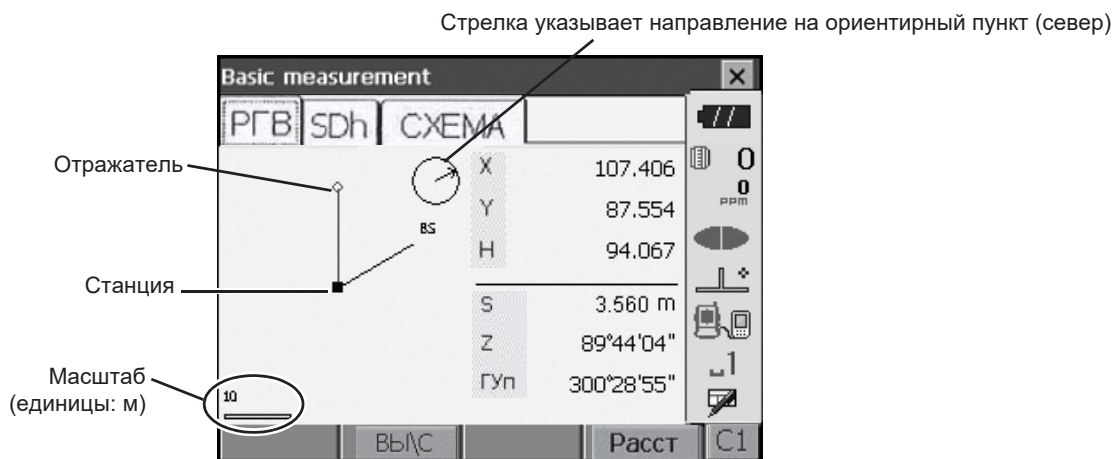 Стрелка указывает направление на ориентирный пункт (север)
Basic measurement
РГВ SDh СХЕМА
Отражатель
X 107.406
0
0
PPM
Y 87.554
BS
H 94.067
Станция
S 3.560 m
Z 89°44'04"
ГУп 300°28'55"
1
Масштаб
(единицы: м)
10
ВЫ\С Расст С1